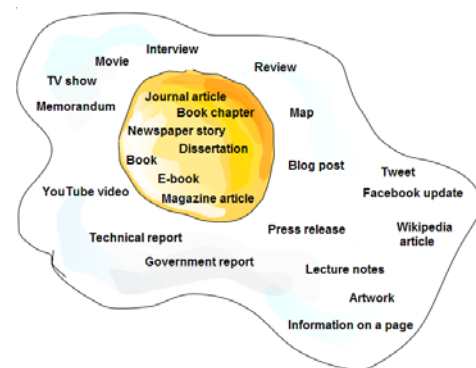 Interview
Movie
Review
TV show
Memorandum
Journal article
Book chapter
Map
Newspaper story
Dissertation
Book
Blog post
Tweet
E-book
Facebook update
YouTube video
Magazine article
Press release
Wikipedia
article
Technical report
Government report
Lecture notes
Artwork
Information on a page